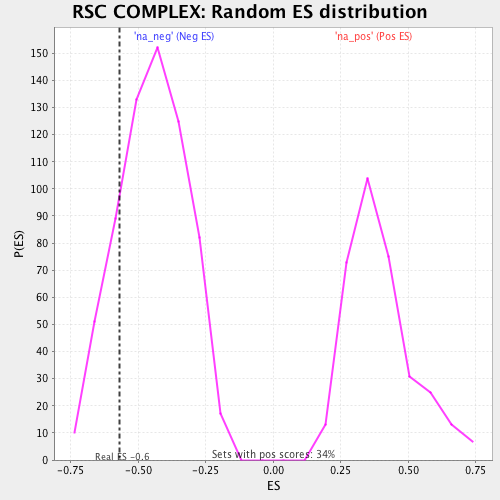 RSC COMPLEX: Random ES distribution
'na_neg' (Neg ES)
'na_pos' (Pos ES)
150
140
130
120
110
100
90
80
70
60
50
40
30
20
10
0
P(ES)
Real ES -0.6
Sets with pos scores: 34%
-0.75 -0.50 -0.25 0.00 0.25 0.50 0.75
ES